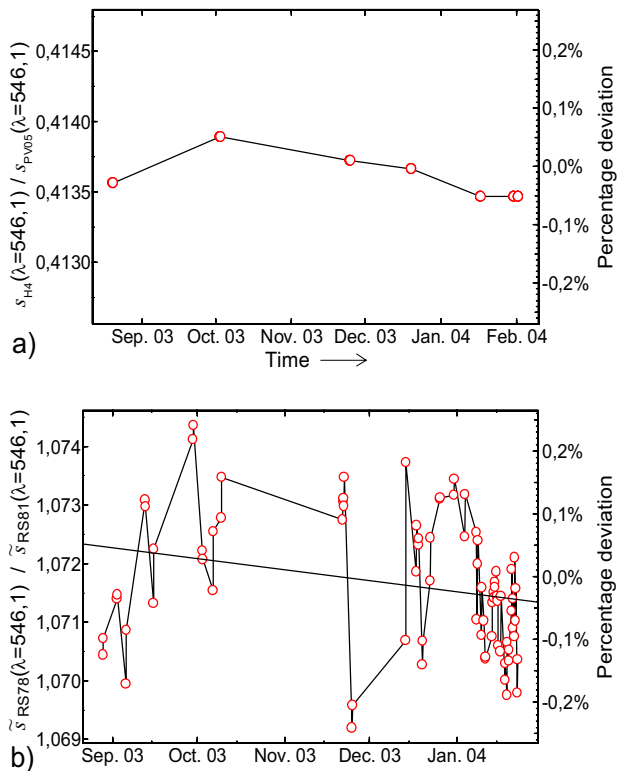 0,4145
0,4140
0,4135
0,4130
s_H4(λ=546,1) / s_PV05(λ=546,1)
0,2%
0,1%
0,0%
-0,1%
-0,2%
Percentage deviation
Sep. 03 Oct. 03 Nov. 03 Dec. 03 Jan. 04 Feb. 04
a)
Time →
1,074
1,073
1,072
1,071
1,070
1,069
s̃_RS78(λ=546,1) / s̃_RS81(λ=546,1)
0,2%
0,1%
0,0%
-0,1%
-0,2%
Percentage deviation
b)
Sep. 03 Oct. 03 Nov. 03 Dec. 03 Jan. 04